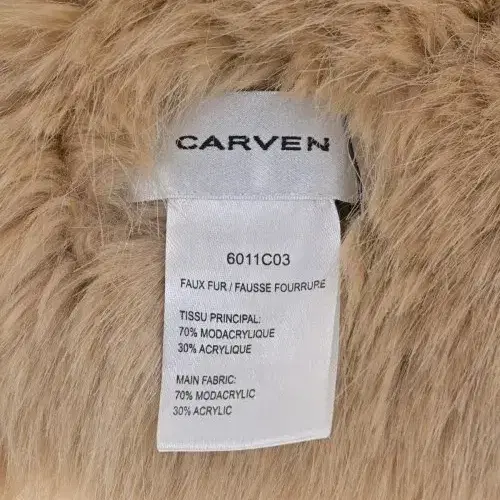 CARVEN
6011C03
FAUX FUR / FAUSSE FOURRURE
TISSU PRINCIPAL:
70% MODACRYLIQUE
30% ACRYLIQUE
MAIN FABRIC:
70% MODACRYLIC
30% ACRYLIC